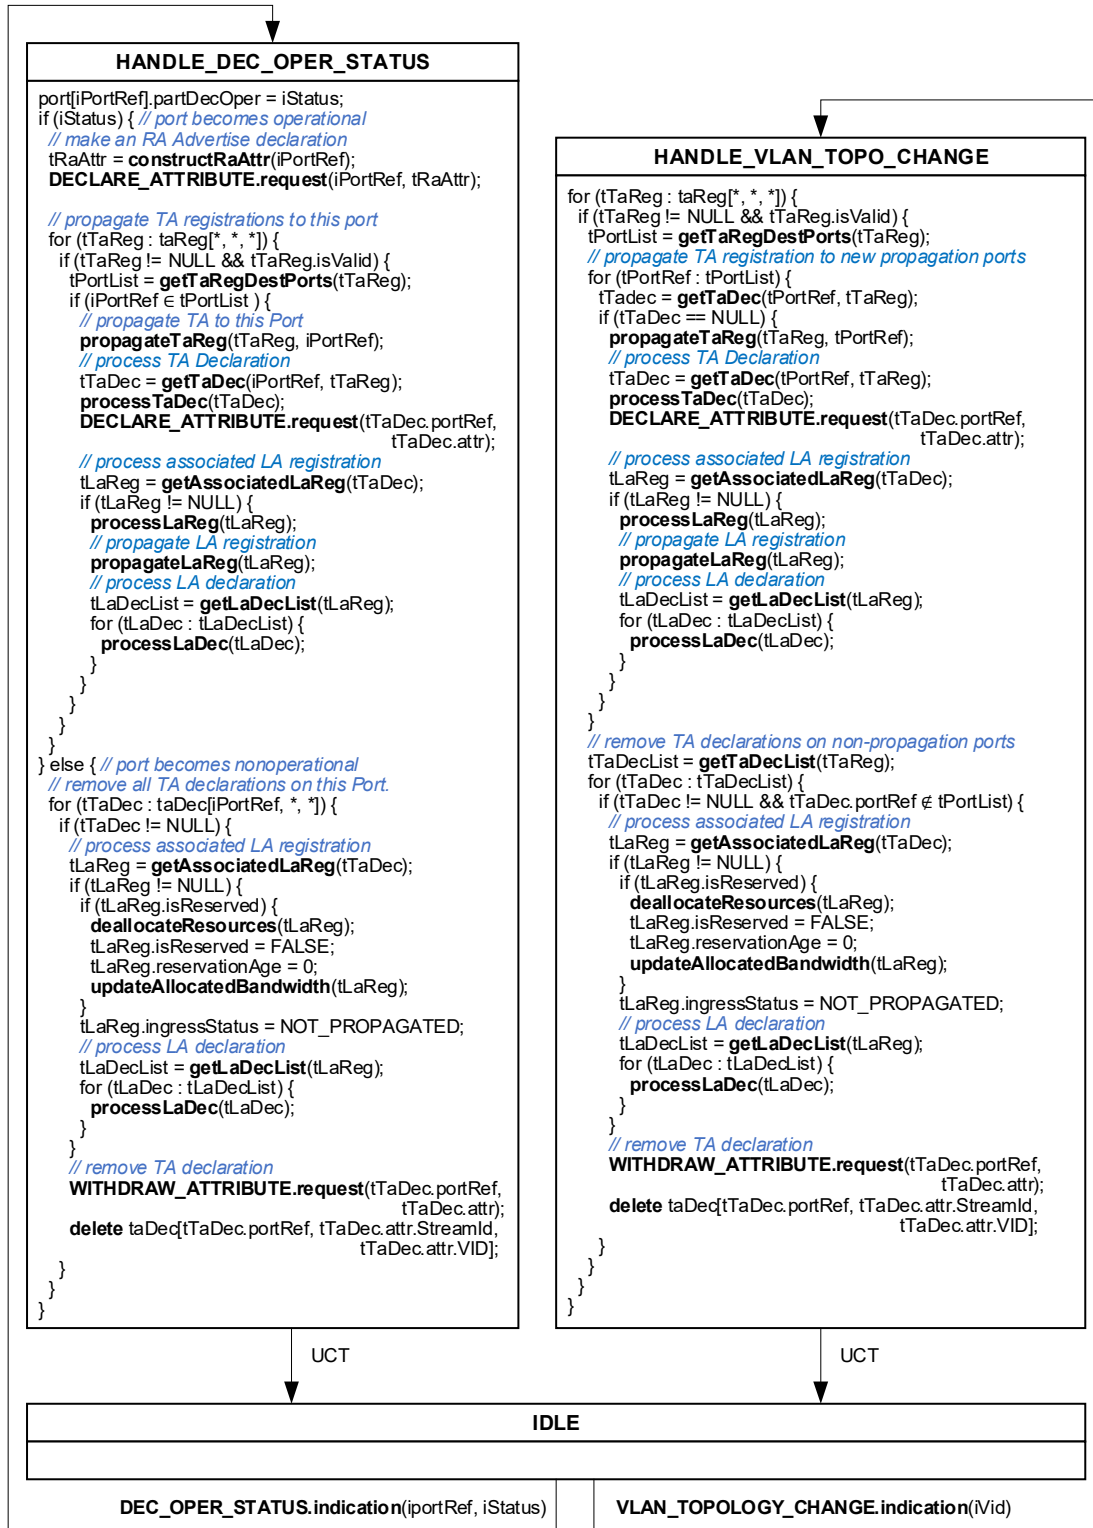 HANDLE_DEC_OPER_STATUS
port[iPortRef].partDecOper = iStatus;
if (iStatus) { // port becomes operational
// make an RA Advertise declaration
tRaAttr = constructRaAttr(iPortRef);
DECLARE_ATTRIBUTE.request(iPortRef, tRaAttr);
// propagate TA registrations to this port
for (tTaReg : taReg[*, *, *]) {
if (tTaReg != NULL && tTaReg.isValid) {
tPortList = getTaRegDestPorts(tTaReg);
if (iPortRef ∈ tPortList ) {
// propagate TA to this Port
propagateTaReg(tTaReg, iPortRef);
// process TA Declaration
tTaDec = getTaDec(iPortRef, tTaReg);
processTaDec(tTaDec);
DECLARE_ATTRIBUTE.request(tTaDec.portRef,
tTaDec.attr);
// process associated LA registration
tLaReg = getAssociatedLaReg(tTaDec);
if (tLaReg != NULL) {
processLaReg(tLaReg);
// propagate LA registration
propagateLaReg(tLaReg);
// process LA declaration
tLaDecList = getLaDecList(tLaReg);
for (tLaDec : tLaDecList) {
processLaDec(tLaDec);
}
}
}
}
}
} else { // port becomes nonoperational
// remove all TA declarations on this Port.
for (tTaDec : taDec[iPortRef, *, *]) {
if (tTaDec != NULL) {
// process associated LA registration
tLaReg = getAssociatedLaReg(tTaDec);
if (tLaReg != NULL) {
if (tLaReg.isReserved) {
deallocateResources(tLaReg);
tLaReg.isReserved = FALSE;
tLaReg.reservationAge = 0;
updateAllocatedBandwidth(tLaReg);
}
tLaReg.ingressStatus = NOT_PROPAGATED;
// process LA declaration
tLaDecList = getLaDecList(tLaReg);
for (tLaDec : tLaDecList) {
processLaDec(tLaDec);
}
}
// remove TA declaration
WITHDRAW_ATTRIBUTE.request(tTaDec.portRef,
tTaDec.attr);
delete taDec[tTaDec.portRef, tTaDec.attr.StreamId,
tTaDec.attr.VID];
}
}
}
HANDLE_VLAN_TOPO_CHANGE
for (tTaReg : taReg[*, *, *]) {
if (tTaReg != NULL && tTaReg.isValid) {
tPortList = getTaRegDestPorts(tTaReg);
// propagate TA registration to new propagation ports
for (tPortRef : tPortList) {
tTadec = getTaDec(tPortRef, tTaReg);
if (tTaDec == NULL) {
propagateTaReg(tTaReg, tPortRef);
// process TA Declaration
tTaDec = getTaDec(tPortRef, tTaReg);
processTaDec(tTaDec);
DECLARE_ATTRIBUTE.request(tTaDec.portRef,
tTaDec.attr);
// process associated LA registration
tLaReg = getAssociatedLaReg(tTaDec);
if (tLaReg != NULL) {
processLaReg(tLaReg);
// propagate LA registration
propagateLaReg(tLaReg);
// process LA declaration
tLaDecList = getLaDecList(tLaReg);
for (tLaDec : tLaDecList) {
processLaDec(tLaDec);
}
}
}
}
// remove TA declarations on non-propagation ports
tTaDecList = getTaDecList(tTaReg);
for (tTaDec : tTaDecList) {
if (tTaDec != NULL && tTaDec.portRef ∉ tPortList) {
// process associated LA registration
tLaReg = getAssociatedLaReg(tTaDec);
if (tLaReg != NULL) {
if (tLaReg.isReserved) {
deallocateResources(tLaReg);
tLaReg.isReserved = FALSE;
tLaReg.reservationAge = 0;
updateAllocatedBandwidth(tLaReg);
}
tLaReg.ingressStatus = NOT_PROPAGATED;
// process LA declaration
tLaDecList = getLaDecList(tLaReg);
for (tLaDec : tLaDecList) {
processLaDec(tLaDec);
}
}
// remove TA declaration
WITHDRAW_ATTRIBUTE.request(tTaDec.portRef,
tTaDec.attr);
delete taDec[tTaDec.portRef, tTaDec.attr.StreamId,
tTaDec.attr.VID];
}
}
}
}
UCT
UCT
IDLE
DEC_OPER_STATUS.indication(iportRef, iStatus)
VLAN_TOPOLOGY_CHANGE.indication(iVid)